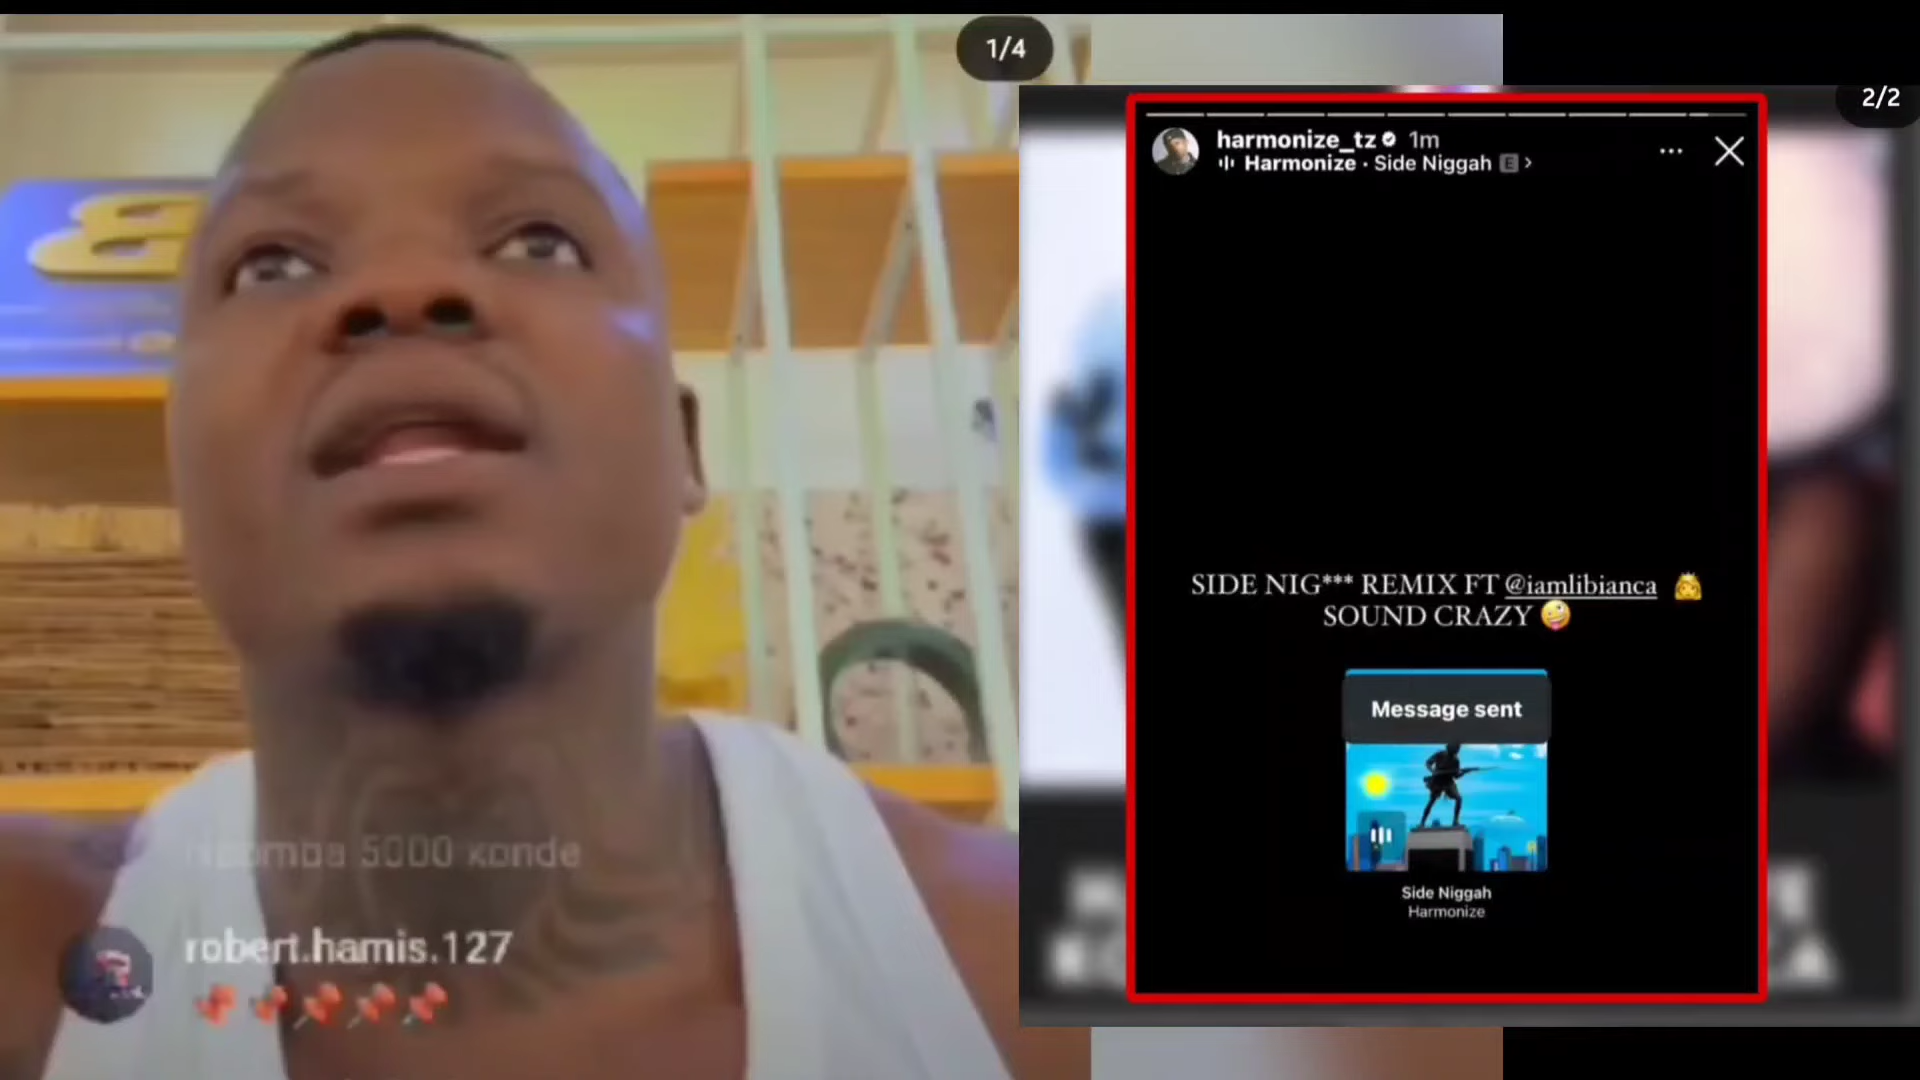 1/4
5000 konde
robert.hamis.127
2/2
harmonize_tz 1m
Harmonize · Side Niggah E >
SIDE NIG*** REMIX FT @iamlibianca
SOUND CRAZY
Message sent
Side Niggah
Harmonize